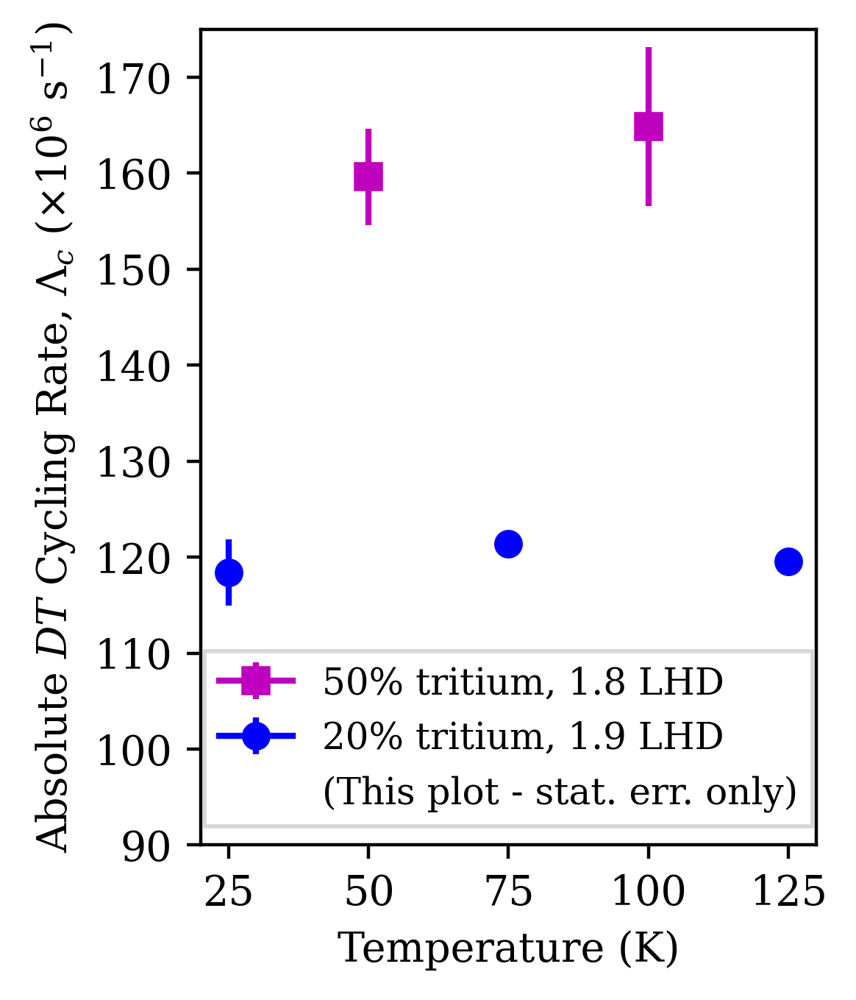 Absolute DT Cycling Rate, Λc (×10⁶ s⁻¹)
170
160
150
140
130
120
110
100
90
50% tritium, 1.8 LHD
20% tritium, 1.9 LHD
(This plot - stat. err. only)
25 50 75 100 125
Temperature (K)